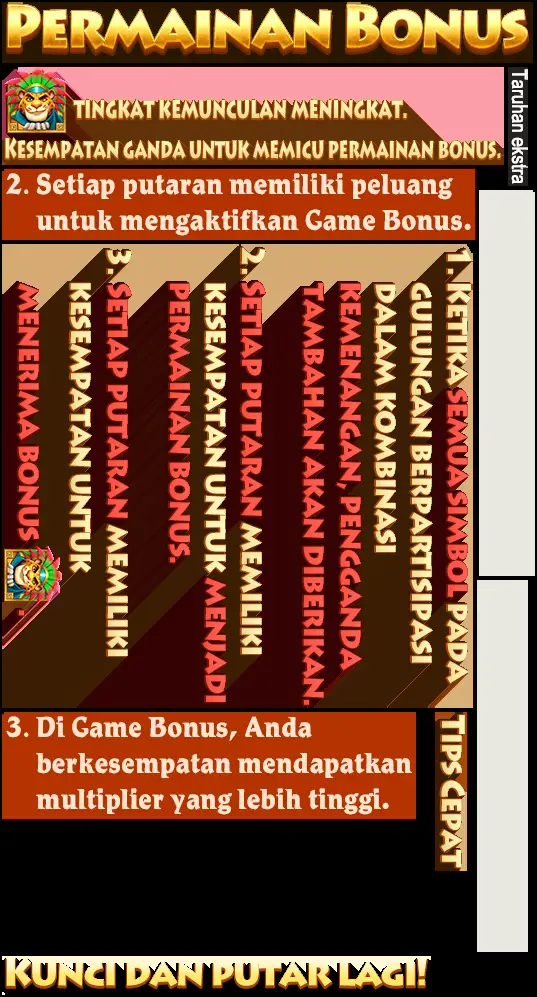 PERMAINAN BONUS
TINGKAT KEMUNCULAN MENINGKAT.
KESEMPATAN GANDA UNTUK MEMICU PERMAINAN BONUS.
Taruhan ekstra
2. Setiap putaran memiliki peluang
untuk mengaktifkan Game Bonus.
1. KETIKA SEMUA SIMBOL PADA
GULUNGAN BERPARTISIPASI
DALAM KOMBINASI
KEMENANGAN, PENGGANDA
TAMBAHAN AKAN DIBERIKAN.
2. SETIAP PUTARAN MEMILIKI
KESEMPATAN UNTUK MENJADI
PERMAINAN BONUS.
3. SETIAP PUTARAN MEMILIKI
KESEMPATAN UNTUK
MENERIMA BONUS .
3. Di Game Bonus, Anda
berkesempatan mendapatkan
multiplier yang lebih tinggi.
TIPS CEPAT
KUNCI DAN PUTAR LAGI!